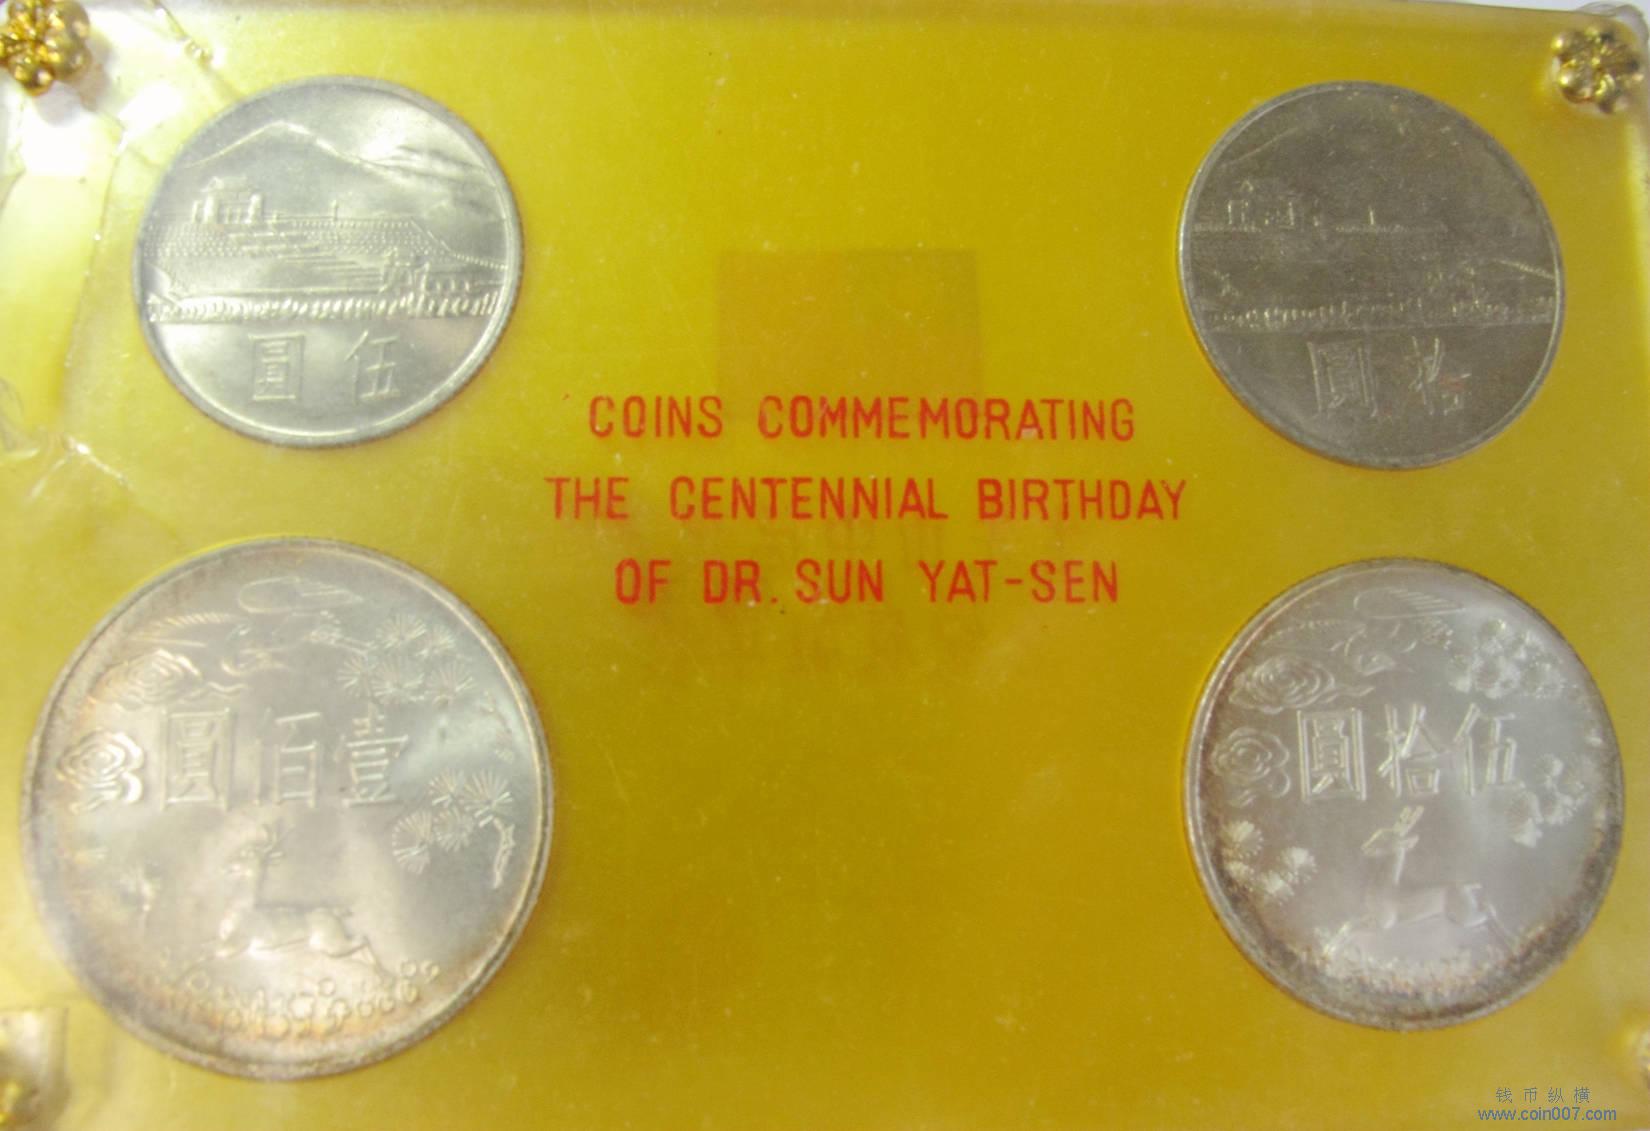 圓 伍
圓 拾
COINS COMMEMORATING
THE CENTENNIAL BIRTHDAY
OF DR. SUN YAT-SEN
圓 百 壹
圓 拾 伍
钱币纵横
www.coin007.com